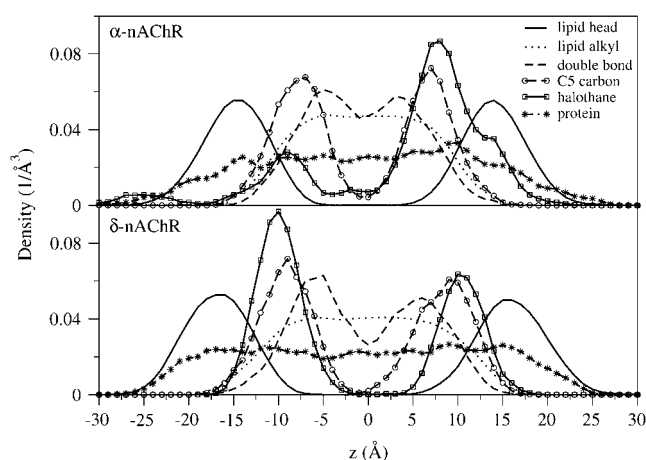 α-nAChR
lipid head
lipid alkyl
double bond
C5 carbon
halothane
protein
0.08
0.04
0
δ-nAChR
0.08
0.04
0
Density (1/Å³)
-30 -25 -20 -15 -10 -5 0 5 10 15 20 25 30
z (Å)